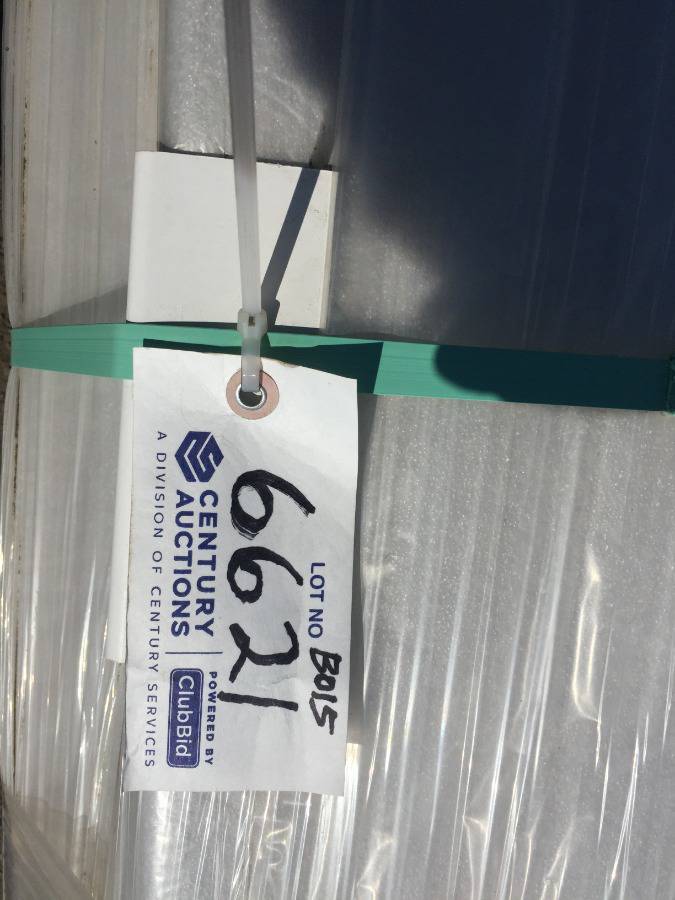 LOT NO B015
6621
CENTURY
AUCTIONS
POWERED BY
ClubBid
A DIVISION OF CENTURY SERVICES